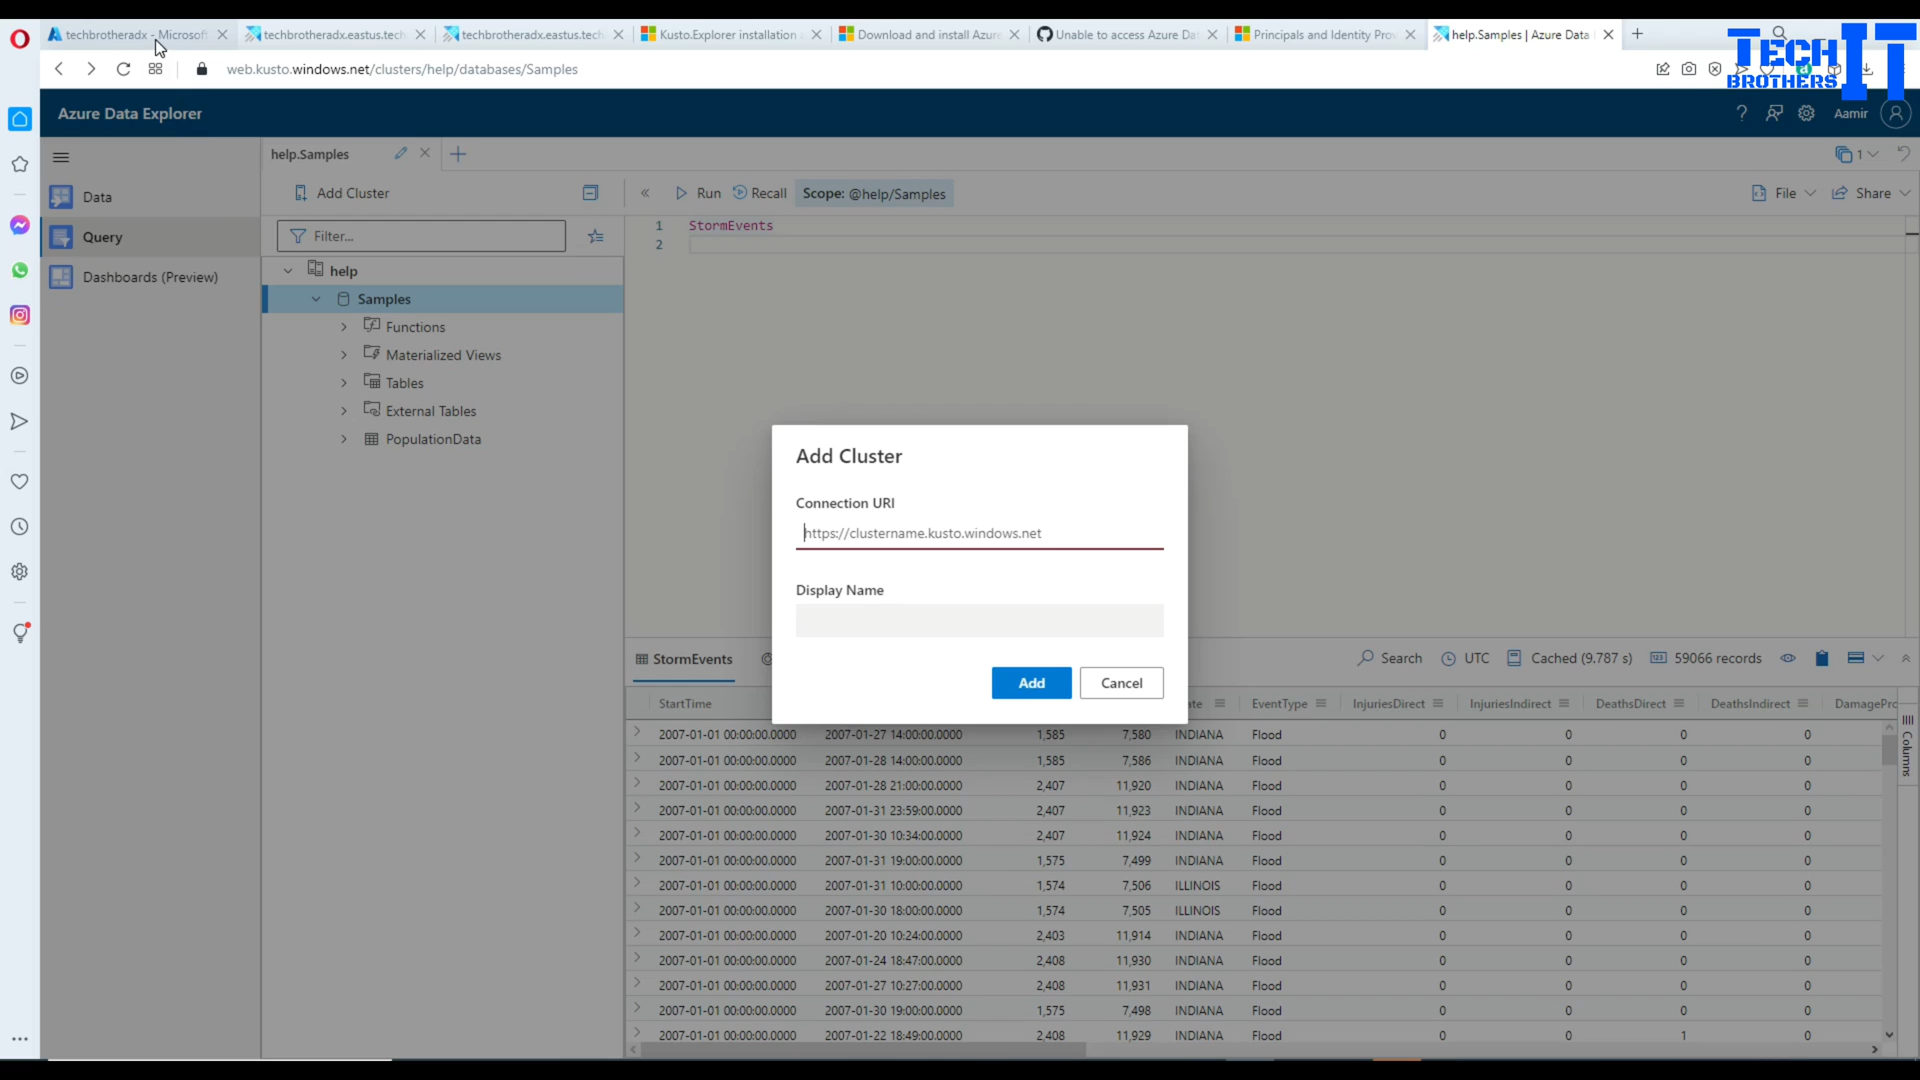 techbrotheradx - Microsoft
techbrotheradx.eastus.tech
techbrotheradx.eastus.tech
Kusto.Explorer installation
Download and install Azure
Unable to access Azure Da
Principals and Identity Prov
help.Samples | Azure Data
web.kusto.windows.net/clusters/help/databases/Samples
TECH
BROTHERS
IT
Azure Data Explorer
Aamir
help.Samples
1
Data
Query
Dashboards (Preview)
Add Cluster
Run
Recall
Scope: @help/Samples
File
Share
Filter...
1 StormEvents
2
help
Samples
Functions
Materialized Views
Tables
External Tables
PopulationData
Add Cluster
Connection URI
https://clustername.kusto.windows.net
Display Name
Add
Cancel
StormEvents
Search
UTC
Cached (9.787 s)
59066 records
StartTime
EventType InjuriesDirect InjuriesIndirect DeathsDirect DeathsIndirect DamagePro
Columns
2007-01-01 00:00:00.0000 2007-01-27 14:00:00.0000 1,585 7,580 INDIANA Flood 0 0 0 0
2007-01-01 00:00:00.0000 2007-01-28 14:00:00.0000 1,585 7,586 INDIANA Flood 0 0 0 0
2007-01-01 00:00:00.0000 2007-01-28 21:00:00.0000 2,407 11,920 INDIANA Flood 0 0 0 0
2007-01-01 00:00:00.0000 2007-01-31 23:59:00.0000 2,407 11,923 INDIANA Flood 0 0 0 0
2007-01-01 00:00:00.0000 2007-01-30 10:34:00.0000 2,407 11,924 INDIANA Flood 0 0 0 0
2007-01-01 00:00:00.0000 2007-01-31 19:00:00.0000 1,575 7,499 INDIANA Flood 0 0 0 0
2007-01-01 00:00:00.0000 2007-01-31 10:00:00.0000 1,574 7,506 ILLINOIS Flood 0 0 0 0
2007-01-01 00:00:00.0000 2007-01-30 18:00:00.0000 1,574 7,505 ILLINOIS Flood 0 0 0 0
2007-01-01 00:00:00.0000 2007-01-20 10:24:00.0000 2,403 11,914 INDIANA Flood 0 0 0 0
2007-01-01 00:00:00.0000 2007-01-24 18:47:00.0000 2,408 11,930 INDIANA Flood 0 0 0 0
2007-01-01 00:00:00.0000 2007-01-27 10:27:00.0000 2,408 11,931 INDIANA Flood 0 0 0 0
2007-01-01 00:00:00.0000 2007-01-30 19:00:00.0000 1,575 7,498 INDIANA Flood 0 0 0 0
2007-01-01 00:00:00.0000 2007-01-22 18:49:00.0000 2,408 11,929 INDIANA Flood 0 0 1 0